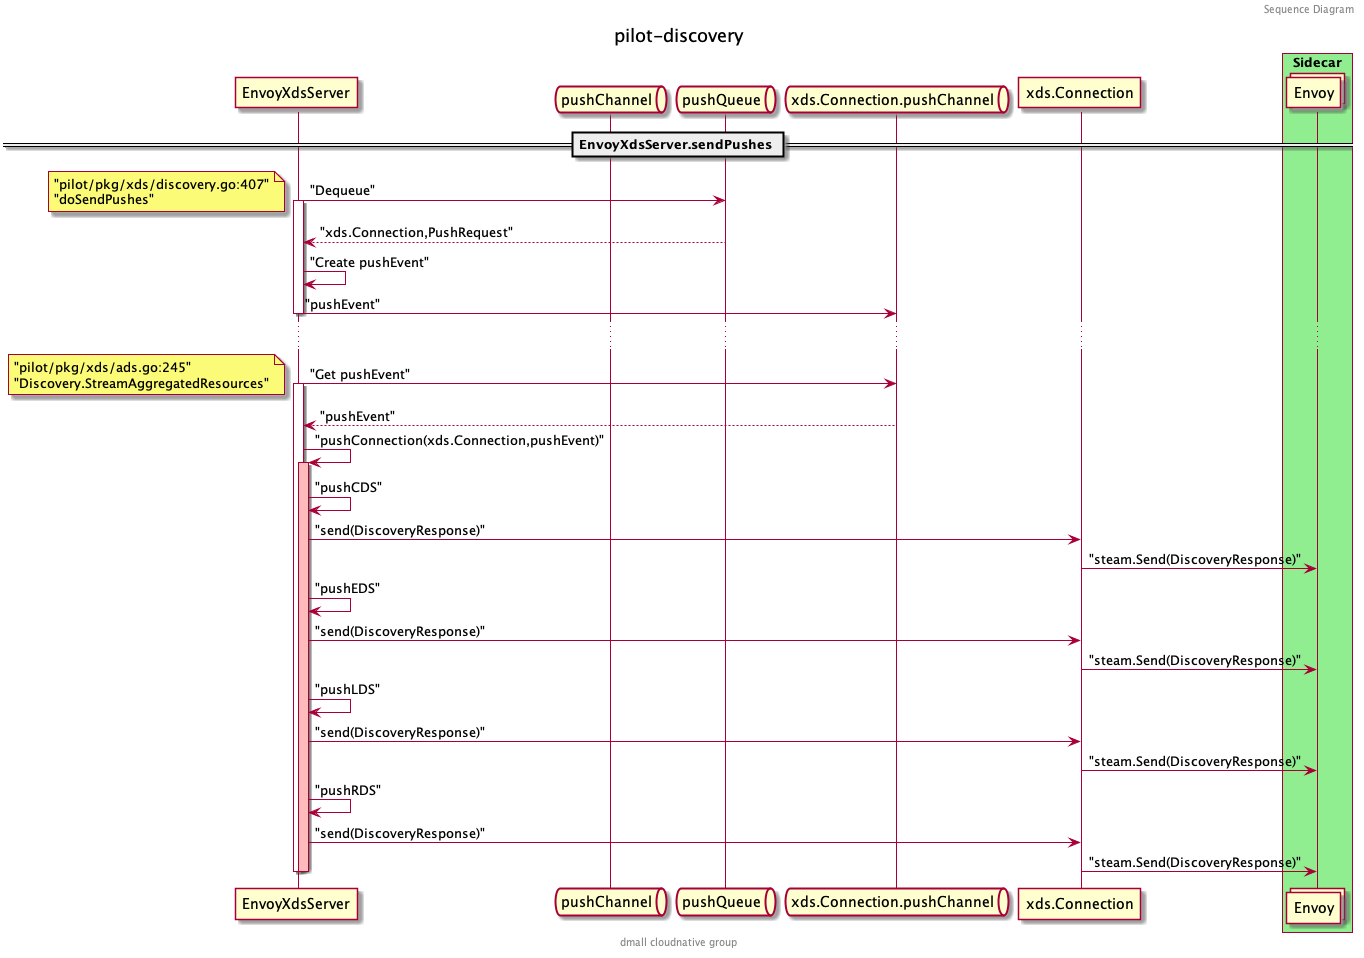 Sequence Diagram
pilot-discovery
Sidecar
EnvoyXdsServer
pushChannel
pushQueue
xds.Connection.pushChannel
xds.Connection
Envoy
EnvoyXdsServer.sendPushes
"pilot/pkg/xds/discovery.go:407"
"doSendPushes"
"Dequeue"
"xds.Connection,PushRequest"
"Create pushEvent"
"pushEvent"
"pilot/pkg/xds/ads.go:245"
"Discovery.StreamAggregatedResources"
"Get pushEvent"
"pushEvent"
"pushConnection(xds.Connection,pushEvent)"
"pushCDS"
"send(DiscoveryResponse)"
"steam.Send(DiscoveryResponse)"
"pushEDS"
"send(DiscoveryResponse)"
"steam.Send(DiscoveryResponse)"
"pushLDS"
"send(DiscoveryResponse)"
"steam.Send(DiscoveryResponse)"
"pushRDS"
"send(DiscoveryResponse)"
"steam.Send(DiscoveryResponse)"
EnvoyXdsServer
pushChannel
pushQueue
xds.Connection.pushChannel
xds.Connection
Envoy
dmall cloudnative group